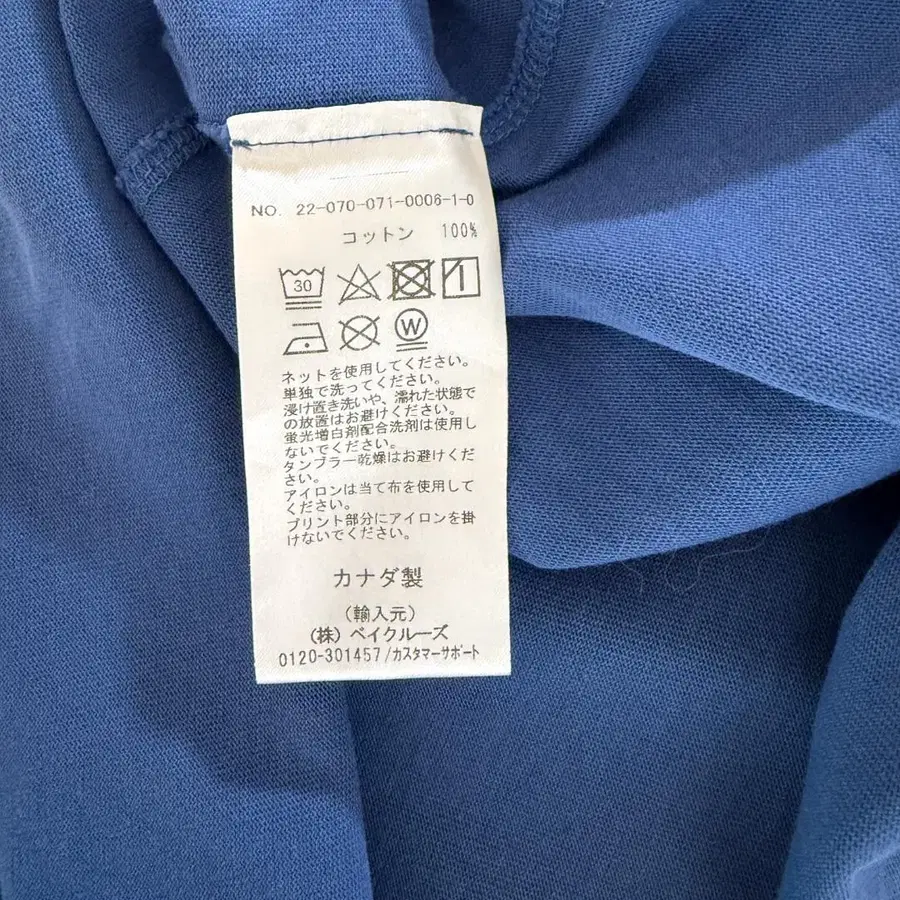 NO. 22-070-071-0006-1-0
コットン 100%
30
W
ネットを使用してください。
単独で洗ってください。
浸け置き洗いや、濡れた状態で
の放置はお避けください。
蛍光増白剤配合洗剤は使用し
ないでください。
タンブラー乾燥はお避けくだ
さい。
アイロンは当て布を使用して
ください。
プリント部分にアイロンを掛
けないでください。
カナダ製
(輸入元)
(株) ベイクルーズ
0120-301457/カスタマーサポート